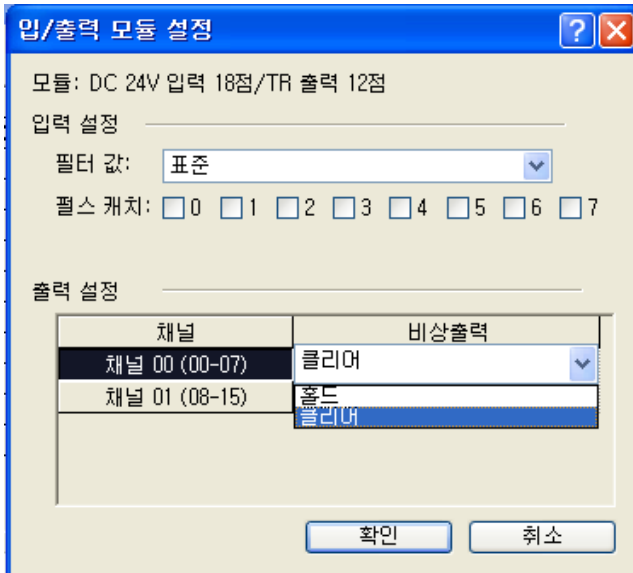 입/출력 모듈 설정
모듈: DC 24V 입력 18점/TR 출력 12점
입력 설정
필터 값: 표준
펄스 캐치: 0 1 2 3 4 5 6 7
출력 설정
채널 비상출력
채널 00 (00-07) 클리어
채널 01 (08-15) 홀드
클리어
확인 취소